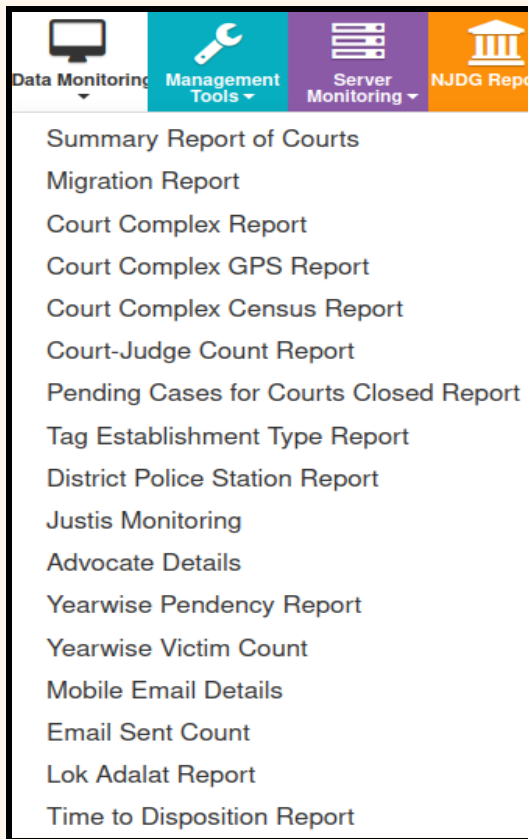 Data Monitoring
Management
Tools
Server
Monitoring
NJDG
Summary Report of Courts
Migration Report
Court Complex Report
Court Complex GPS Report
Court Complex Census Report
Court-Judge Count Report
Pending Cases for Courts Closed Report
Tag Establishment Type Report
District Police Station Report
Justis Monitoring
Advocate Details
Yearwise Pendency Report
Yearwise Victim Count
Mobile Email Details
Email Sent Count
Lok Adalat Report
Time to Disposition Report